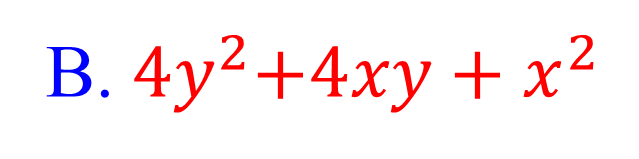 B. 4y²+4xy + x²